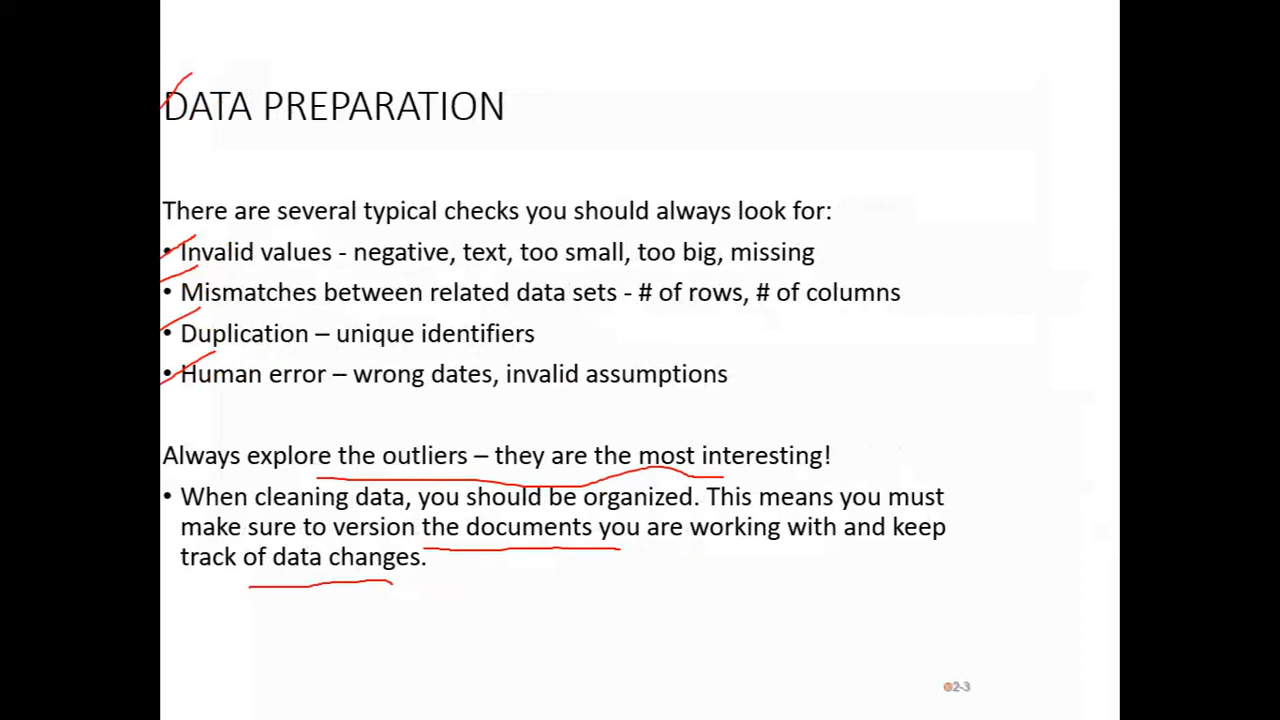 DATA PREPARATION
There are several typical checks you should always look for:
• Invalid values - negative, text, too small, too big, missing
• Mismatches between related data sets - # of rows, # of columns
• Duplication – unique identifiers
• Human error – wrong dates, invalid assumptions
Always explore the outliers – they are the most interesting!
• When cleaning data, you should be organized. This means you must
make sure to version the documents you are working with and keep
track of data changes.
2-3